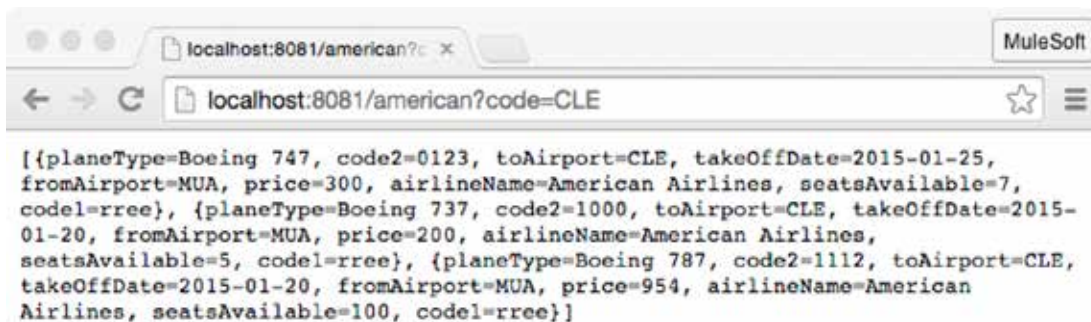 localhost:8081/american?c
MuleSoft
localhost:8081/american?code=CLE
[{planeType=Boeing 747, code2=0123, toAirport=CLE, takeOffDate=2015-01-25,
fromAirport=MUA, price=300, airlineName=American Airlines, seatsAvailable=7,
code1=rree}, {planeType=Boeing 737, code2=1000, toAirport=CLE, takeOffDate=2015-
01-20, fromAirport=MUA, price=200, airlineName=American Airlines,
seatsAvailable=5, code1=rree}, {planeType=Boeing 787, code2=1112, toAirport=CLE,
takeOffDate=2015-01-20, fromAirport=MUA, price=954, airlineName=American
Airlines, seatsAvailable=100, code1=rree}]